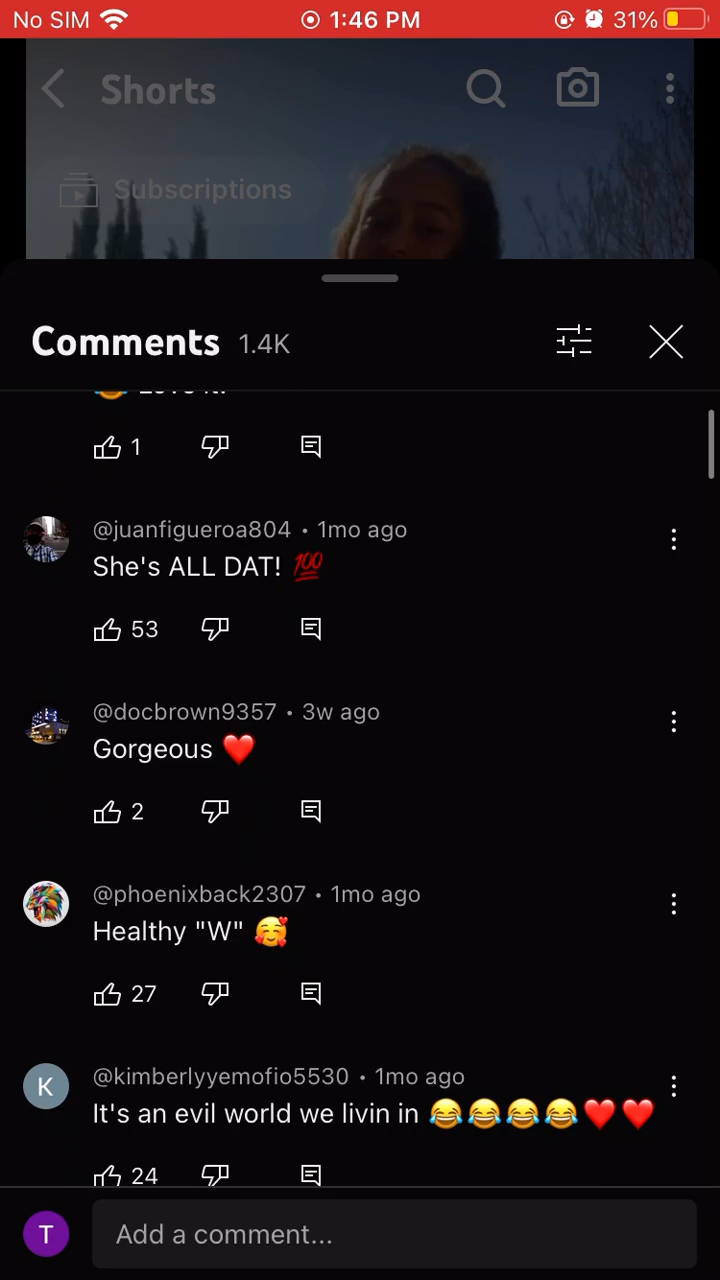 No SIM 1:46 PM 31%
Shorts
Subscriptions
Comments 1.4K
1
@juanfigueroa804 • 1mo ago
She's ALL DAT! 💯
53
@docbrown9357 • 3w ago
Gorgeous ❤️
2
@phoenixback2307 • 1mo ago
Healthy "W" 🥰
27
K
@kimberlyyemofio5530 • 1mo ago
It's an evil world we livin in 😂😂😂😂❤️❤️
24
T
Add a comment...